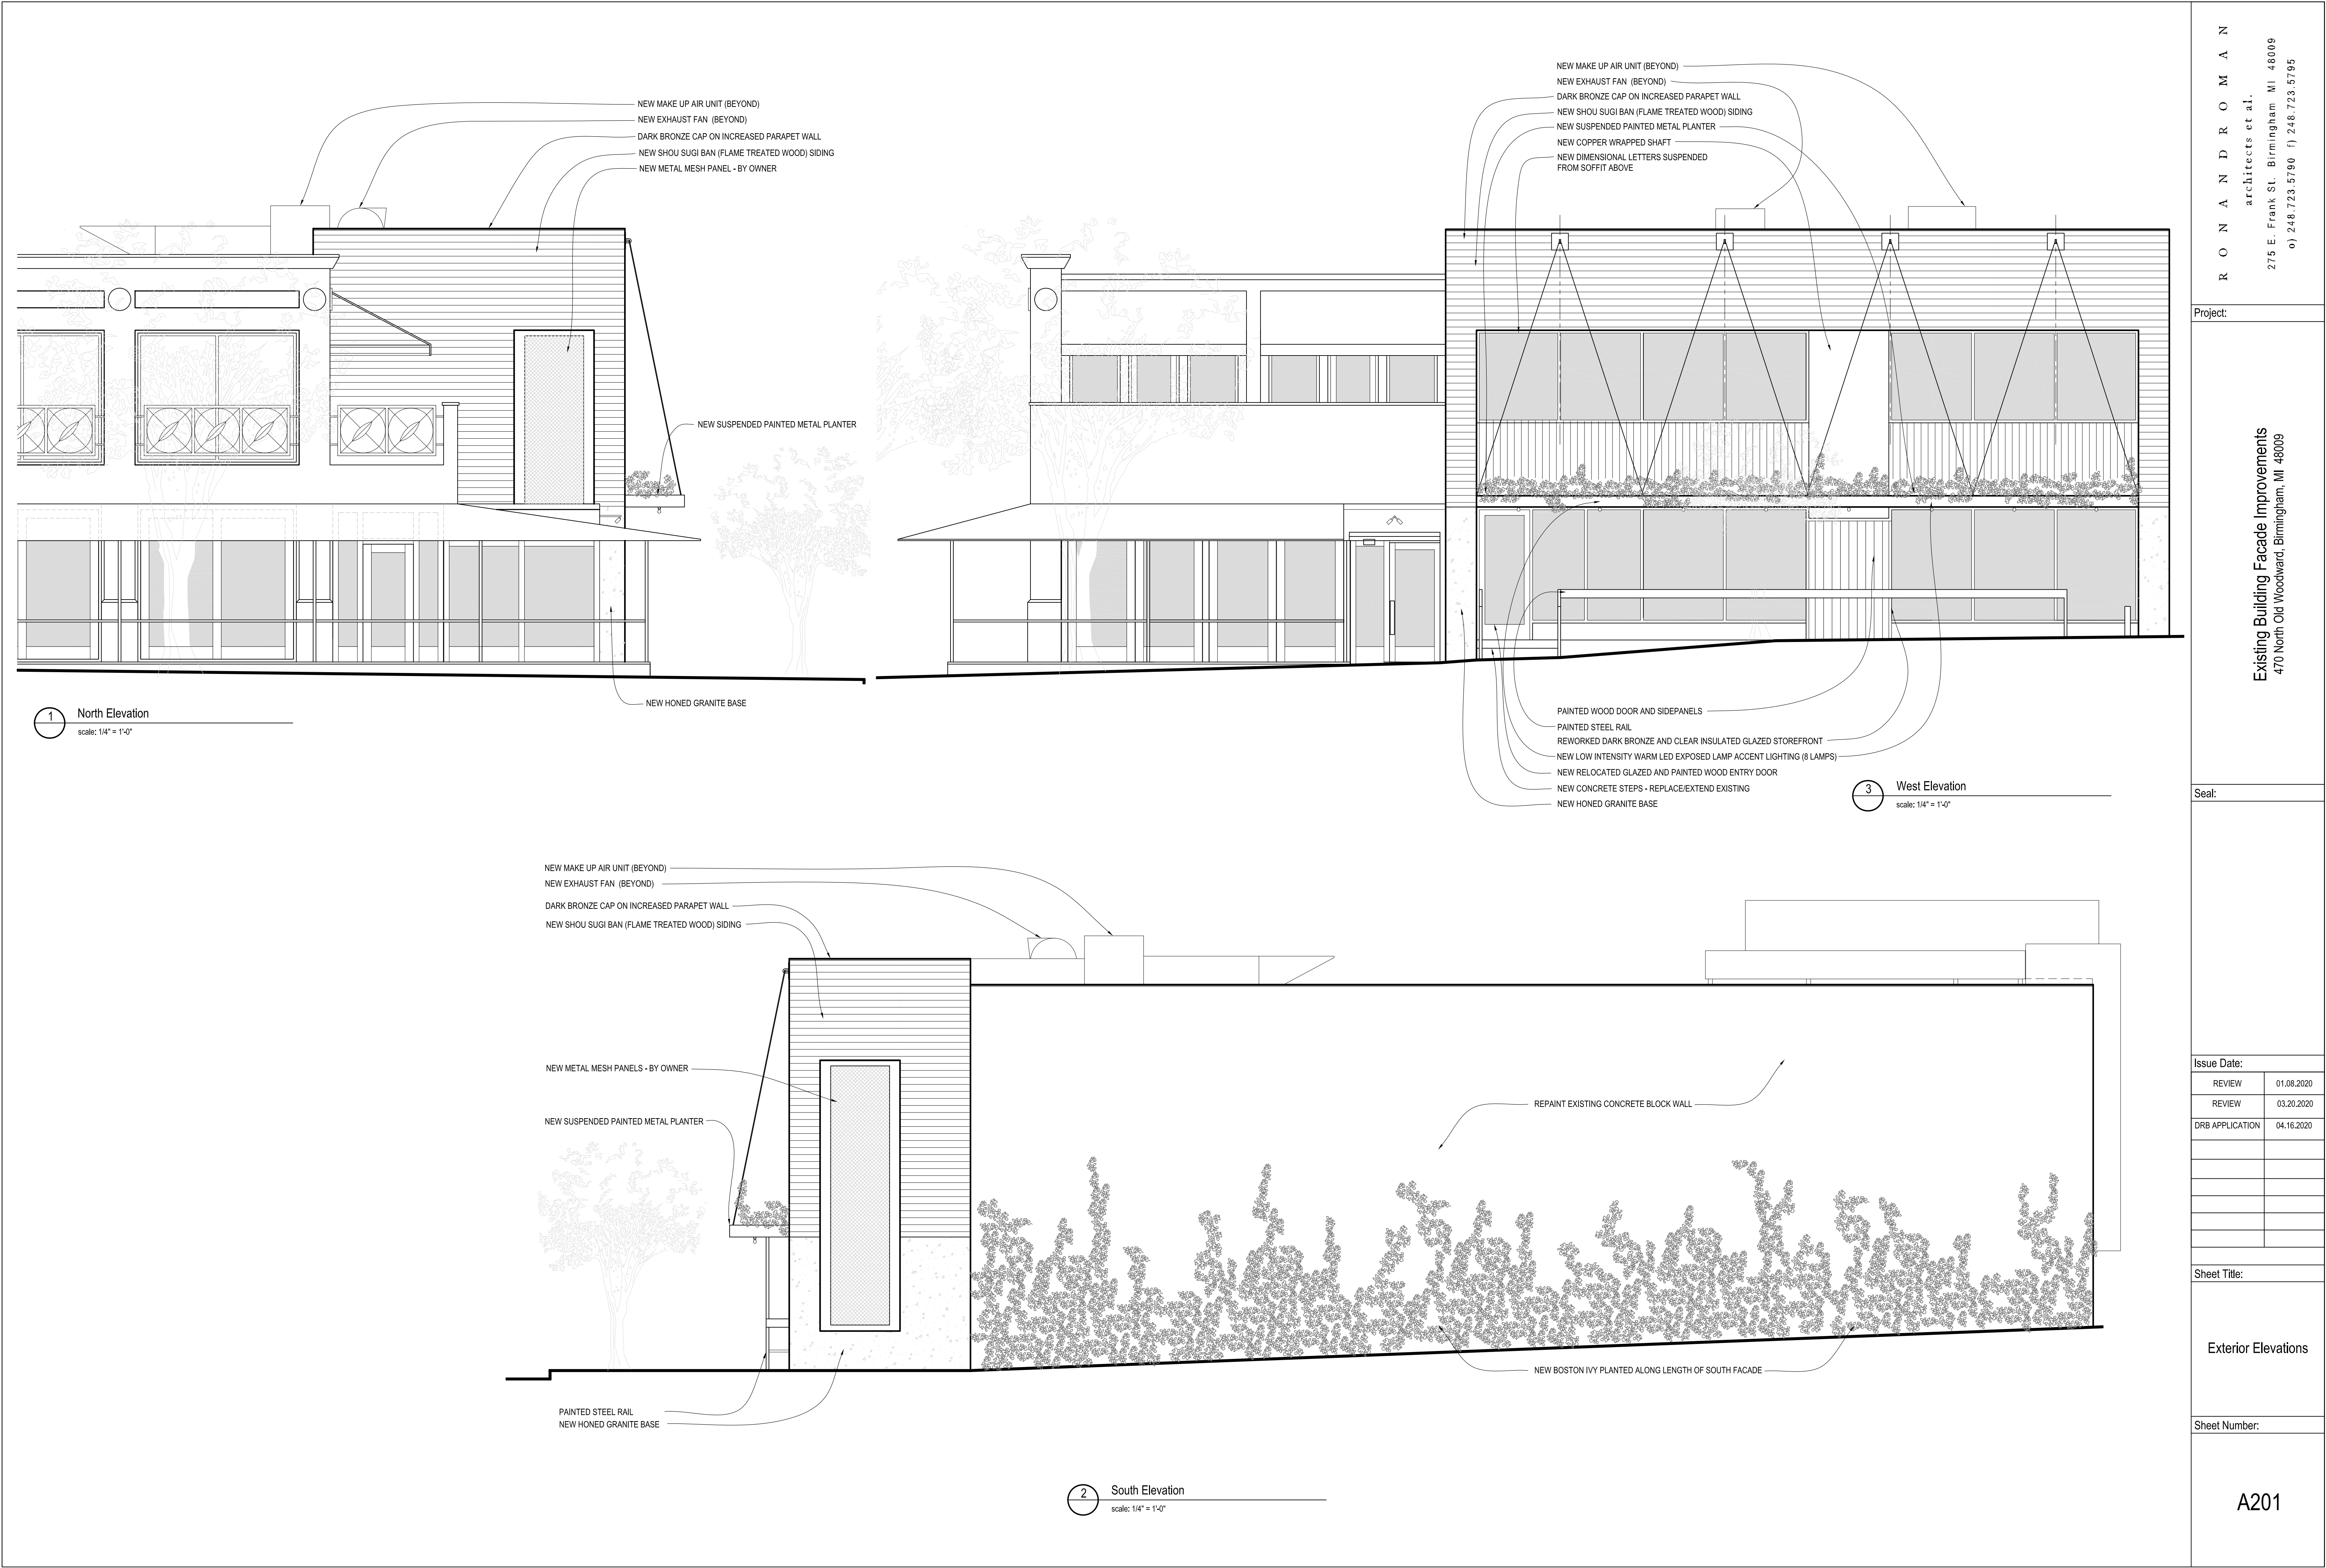 NEW MAKE UP AIR UNIT (BEYOND)
NEW EXHAUST FAN (BEYOND)
DARK BRONZE CAP ON INCREASED PARAPET WALL
NEW SHOU SUGI BAN (FLAME TREATED WOOD) SIDING
NEW METAL MESH PANEL - BY OWNER
NEW SUSPENDED PAINTED METAL PLANTER
NEW HONED GRANITE BASE
1
North Elevation
scale: 1/4" = 1'-0"
NEW MAKE UP AIR UNIT (BEYOND)
NEW EXHAUST FAN (BEYOND)
DARK BRONZE CAP ON INCREASED PARAPET WALL
NEW SHOU SUGI BAN (FLAME TREATED WOOD) SIDING
NEW SUSPENDED PAINTED METAL PLANTER
NEW COPPER WRAPPED SHAFT
NEW DIMENSIONAL LETTERS SUSPENDED
FROM SOFFIT ABOVE
PAINTED WOOD DOOR AND SIDEPANELS
PAINTED STEEL RAIL
REWORKED DARK BRONZE AND CLEAR INSULATED GLAZED STOREFRONT
NEW LOW INTENSITY WARM LED EXPOSED LAMP ACCENT LIGHTING (8 LAMPS)
NEW RELOCATED GLAZED AND PAINTED WOOD ENTRY DOOR
NEW CONCRETE STEPS - REPLACE/EXTEND EXISTING
NEW HONED GRANITE BASE
3
West Elevation
scale: 1/4" = 1'-0"
NEW MAKE UP AIR UNIT (BEYOND)
NEW EXHAUST FAN (BEYOND)
DARK BRONZE CAP ON INCREASED PARAPET WALL
NEW SHOU SUGI BAN (FLAME TREATED WOOD) SIDING
NEW METAL MESH PANELS - BY OWNER
NEW SUSPENDED PAINTED METAL PLANTER
REPAINT EXISTING CONCRETE BLOCK WALL
NEW BOSTON IVY PLANTED ALONG LENGTH OF SOUTH FACADE
PAINTED STEEL RAIL
NEW HONED GRANITE BASE
2
South Elevation
scale: 1/4" = 1'-0"
RONANDROMAN
architects et al.
275 E. Frank St. Birmingham MI 48009
o) 248.723.5790 f) 248.723.5795
Project:
Existing Building Facade Improvements
470 North Old Woodward, Birmingham, MI 48009
Seal:
Issue Date:
REVIEW 01.08.2020
REVIEW 03.20.2020
DRB APPLICATION 04.16.2020
Sheet Title:
Exterior Elevations
Sheet Number:
A201